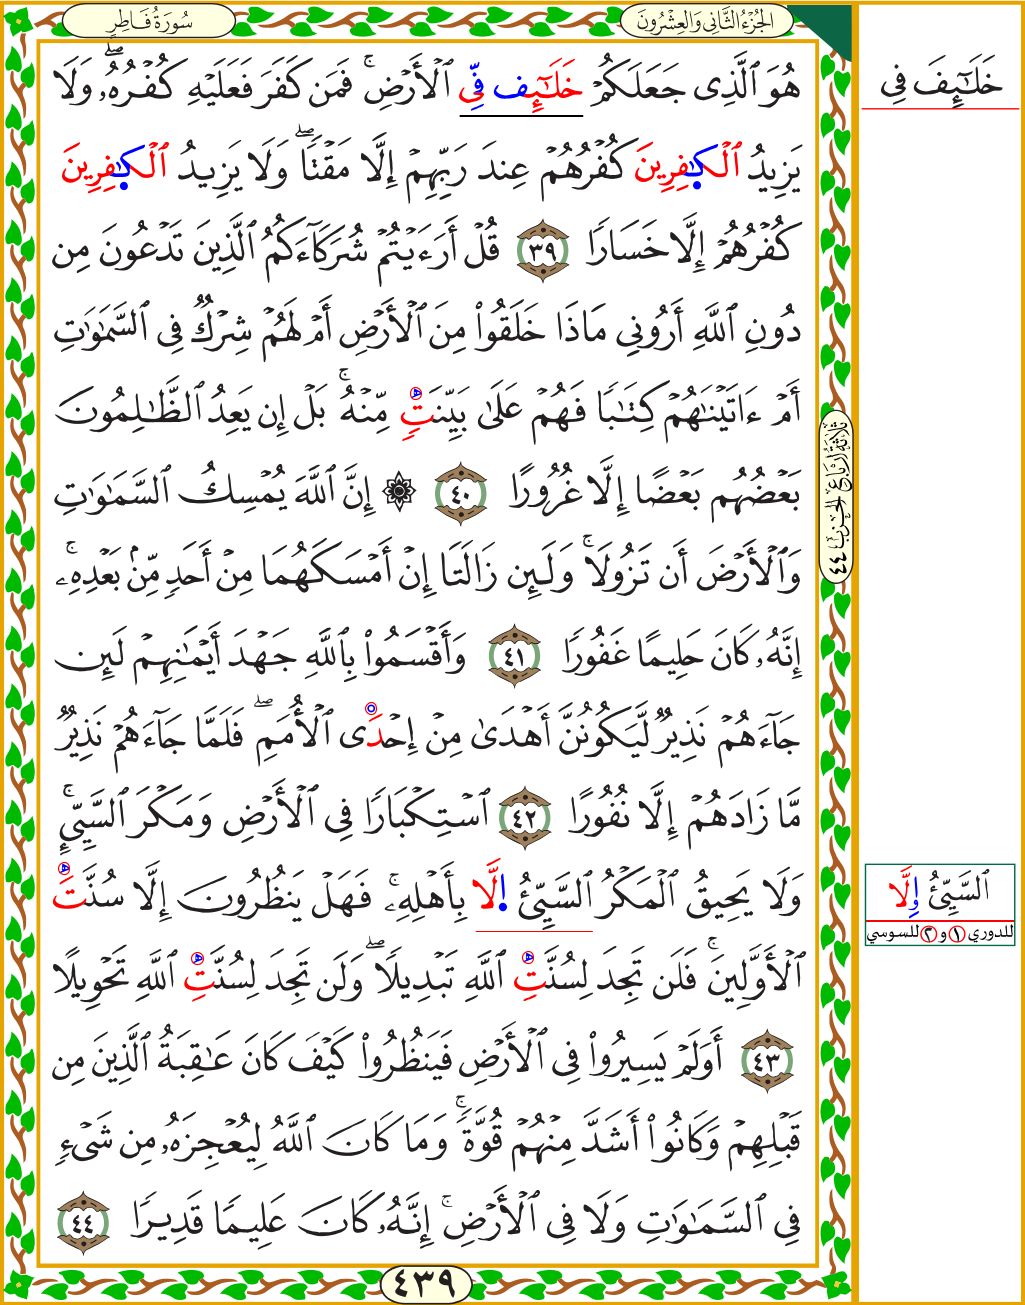 سُورَةُ فَاطِرٍ
الجُزْءُ الثَّانِي وَالعِشْرُونَ
هُوَ ٱلَّذِى جَعَلَكُمْ خَلَٰٓئِف فِّى ٱلْأَرْضِ ۚ فَمَن كَفَرَ فَعَلَيْهِ كُفْرُهُۥ ۖ وَلَا
خَلَٰٓئِفَ فِى
يَزِيدُ ٱلْكَٰفِرِينَ كُفْرُهُمْ عِندَ رَبِّهِمْ إِلَّا مَقْتًا ۖ وَلَا يَزِيدُ ٱلْكَٰفِرِينَ
كُفْرُهُمْ إِلَّا خَسَارًا ٣٩ قُلْ أَرَءَيْتُمْ شُرَكَآءَكُمُ ٱلَّذِينَ تَدْعُونَ مِن
دُونِ ٱللَّهِ أَرُونِي مَاذَا خَلَقُوا۟ مِنَ ٱلْأَرْضِ أَمْ لَهُمْ شِرْكٌ فِى ٱلسَّمَٰوَٰتِ
أَمْ ءَاتَيْنَٰهُمْ كِتَٰبًا فَهُمْ عَلَىٰ بَيِّنَتٍ مِّنْهُ ۚ بَلْ إِن يَعِدُ ٱلظَّٰلِمُونَ
بَعْضُهُم بَعْضًا إِلَّا غُرُورًا ٤٠ ۞ إِنَّ ٱللَّهَ يُمْسِكُ ٱلسَّمَٰوَٰتِ
ثلاثة أرباع الحزب ٤٤
وَٱلْأَرْضَ أَن تَزُولَا ۚ وَلَئِن زَالَتَا إِنْ أَمْسَكَهُمَا مِنْ أَحَدٍ مِّنۢ بَعْدِهِۦ ۚ
إِنَّهُۥ كَانَ حَلِيمًا غَفُورًا ٤١ وَأَقْسَمُوا۟ بِٱللَّهِ جَهْدَ أَيْمَٰنِهِمْ لَئِن
جَآءَهُمْ نَذِيرٌ لَّيَكُونُنَّ أَهْدَىٰ مِنْ إِحْدَى ٱلْأُمَمِ ۖ فَلَمَّا جَآءَهُمْ نَذِيرٌ
مَّا زَادَهُمْ إِلَّا نُفُورًا ٤٢ ٱسْتِكْبَارًا فِى ٱلْأَرْضِ وَمَكْرَ ٱلسَّيِّئِ ۚ
وَلَا يَحِيقُ ٱلْمَكْرُ ٱلسَّيِّئُ اِلَّا بِأَهْلِهِۦ ۚ فَهَلْ يَنظُرُونَ إِلَّا سُنَّتَ
ٱلسَّيِّئُ اِلَّا
للدوري ١ و ٢ للسوسي
ٱلْأَوَّلِينَ ۚ فَلَن تَجِدَ لِسُنَّتِ ٱللَّهِ تَبْدِيلًا ۖ وَلَن تَجِدَ لِسُنَّتِ ٱللَّهِ تَحْوِيلًا
٤٣ أَوَلَمْ يَسِيرُوا۟ فِى ٱلْأَرْضِ فَيَنظُرُوا۟ كَيْفَ كَانَ عَٰقِبَةُ ٱلَّذِينَ مِن
قَبْلِهِمْ وَكَانُوا۟ أَشَدَّ مِنْهُمْ قُوَّةً ۚ وَمَا كَانَ ٱللَّهُ لِيُعْجِزَهُۥ مِن شَىْءٍ
فِى ٱلسَّمَٰوَٰتِ وَلَا فِى ٱلْأَرْضِ ۚ إِنَّهُۥ كَانَ عَلِيمًا قَدِيرًا ٤٤
٤٣٩